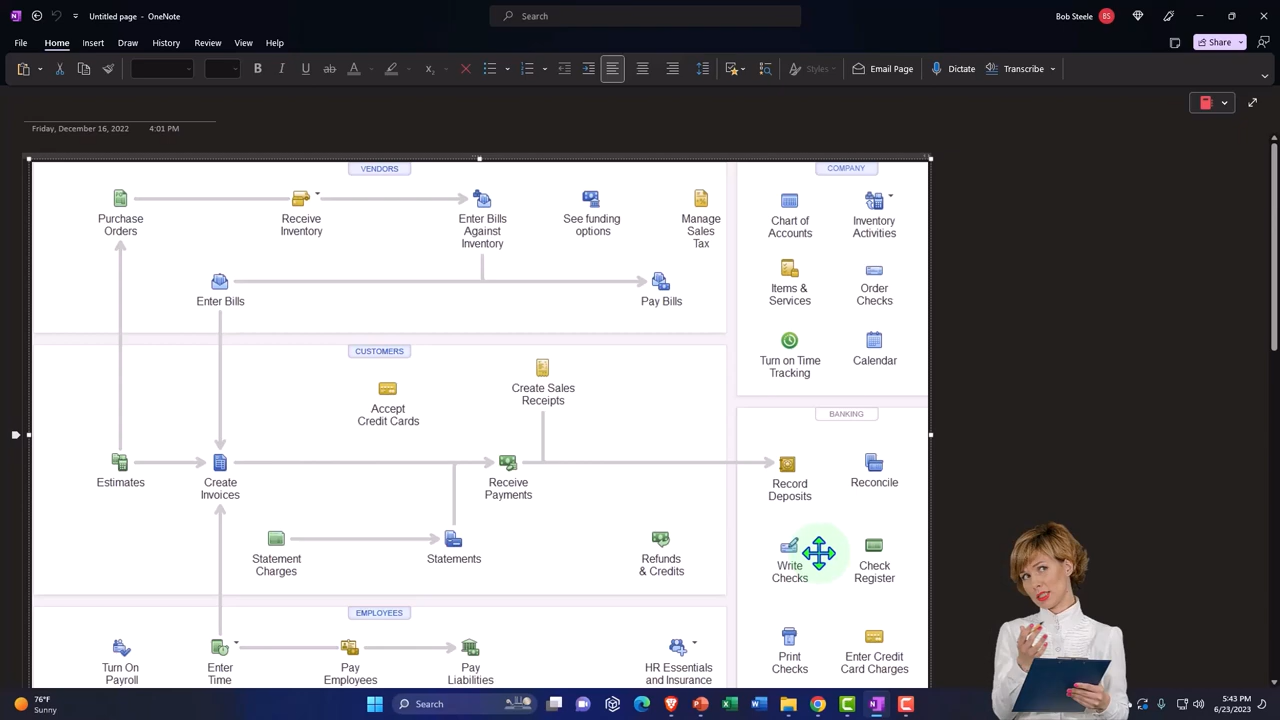 Untitled page - OneNote
Search
Bob Steele
BS
File
Home
Insert
Draw
History
Review
View
Help
Share
Styles
Email Page
Dictate
Transcribe
Friday, December 16, 2022
4:01 PM
VENDORS
COMPANY
Purchase
Orders
Receive
Inventory
Enter Bills
Against
Inventory
See funding
options
Manage
Sales
Tax
Chart of
Accounts
Inventory
Activities
Enter Bills
Pay Bills
Items &
Services
Order
Checks
Turn on Time
Tracking
Calendar
CUSTOMERS
Accept
Credit Cards
Create Sales
Receipts
BANKING
Estimates
Create
Invoices
Receive
Payments
Record
Deposits
Reconcile
Statement
Charges
Statements
Refunds
& Credits
Write
Checks
Check
Register
EMPLOYEES
Turn On
Payroll
Enter
Time
Pay
Employees
Pay
Liabilities
HR Essentials
and Insurance
Print
Checks
Enter Credit
Card Charges
76°F
Sunny
Search
5:43 PM
6/23/2023